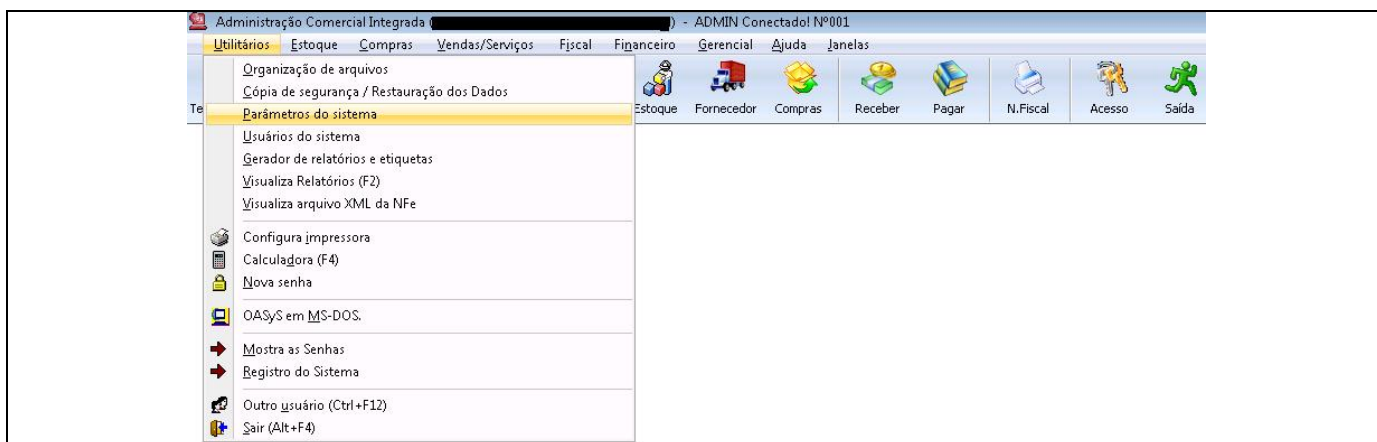 Administração Comercial Integrada ( ) - ADMIN Conectado! Nº001
Utilitários Estoque Compras Vendas/Serviços Fiscal Financeiro Gerencial Ajuda Janelas
Organização de arquivos
Cópia de segurança / Restauração dos Dados
Te Estoque Fornecedor Compras Receber Pagar N.Fiscal Acesso Saída
Parâmetros do sistema
Usuários do sistema
Gerador de relatórios e etiquetas
Visualiza Relatórios (F2)
Visualiza arquivo XML da NFe
Configura impressora
Calculadora (F4)
Nova senha
OASyS em MS-DOS.
Mostra as Senhas
Registro do Sistema
Outro usuário (Ctrl+F12)
Sair (Alt+F4)